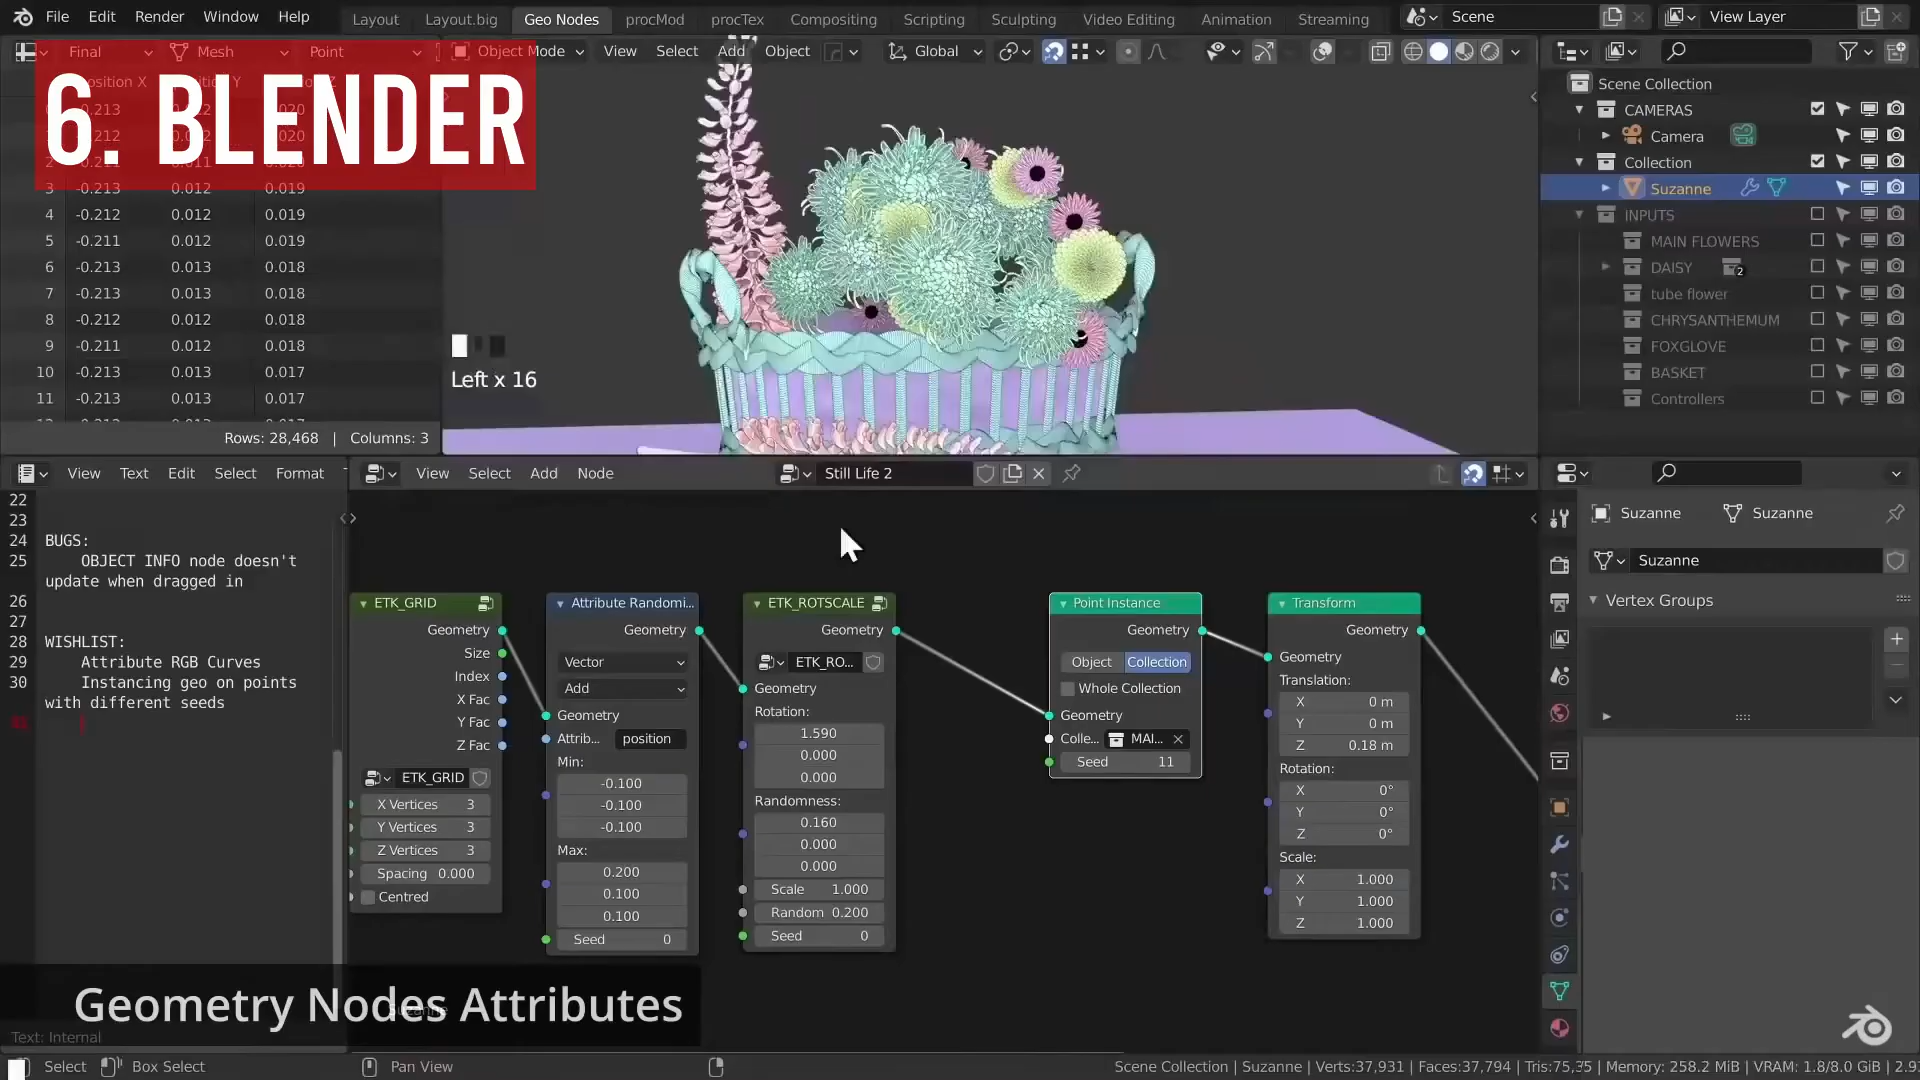 File Edit Render Window Help
Layout Layout.big Geo Nodes procMod procTex Compositing Scripting Sculpting Video Editing Animation Streaming
Scene View Layer
Final Mesh Point
Object Mode View Select Add Object Global
6. BLENDER
3 -0.213 0.012 0.019
4 -0.212 0.012 0.019
5 -0.211 0.012 0.019
6 -0.213 0.013 0.018
7 -0.213 0.013 0.018
8 -0.212 0.012 0.018
9 -0.211 0.012 0.018
10 -0.213 0.013 0.017
11 -0.213 0.013 0.017
Rows: 28,468 | Columns: 3
Left x 16
Scene Collection
CAMERAS
Camera
Collection
Suzanne
INPUTS
MAIN FLOWERS
DAISY 2
tube flower
CHRYSANTHEMUM
FOXGLOVE
BASKET
Controllers
View Text Edit Select Format
22
23
24 BUGS:
25 OBJECT INFO node doesn't
update when dragged in
26
27
28 WISHLIST:
29 Attribute RGB Curves
30 Instancing geo on points
with different seeds
Text: Internal
View Select Add Node
Still Life 2
ETK_GRID
Geometry
Size
Index
X Fac
Y Fac
Z Fac
ETK_GRID
X Vertices 3
Y Vertices 3
Z Vertices 3
Spacing 0.000
Centred
Attribute Randomi...
Geometry
Vector
Add
Geometry
Attrib... position
Min:
-0.100
-0.100
-0.100
Max:
0.200
0.100
0.100
Seed 0
ETK_ROTSCALE
Geometry
ETK_RO...
Geometry
Rotation:
1.590
0.000
0.000
Randomness:
0.160
0.000
0.000
Scale 1.000
Random 0.200
Seed 0
Point Instance
Geometry
Object Collection
Whole Collection
Geometry
Colle... MAI...
Seed 11
Transform
Geometry
Geometry
Translation:
X 0 m
Y 0 m
Z 0.18 m
Rotation:
X 0°
Y 0°
Z 0°
Scale:
X 1.000
Y 1.000
Z 1.000
Suzanne Suzanne
Suzanne
Vertex Groups
Geometry Nodes Attributes
Select Box Select Pan View
Scene Collection | Suzanne | Verts:37,931 | Faces:37,794 | Tris:75,35 | Memory: 258.2 MiB | VRAM: 1.8/8.0 GiB | 2.9